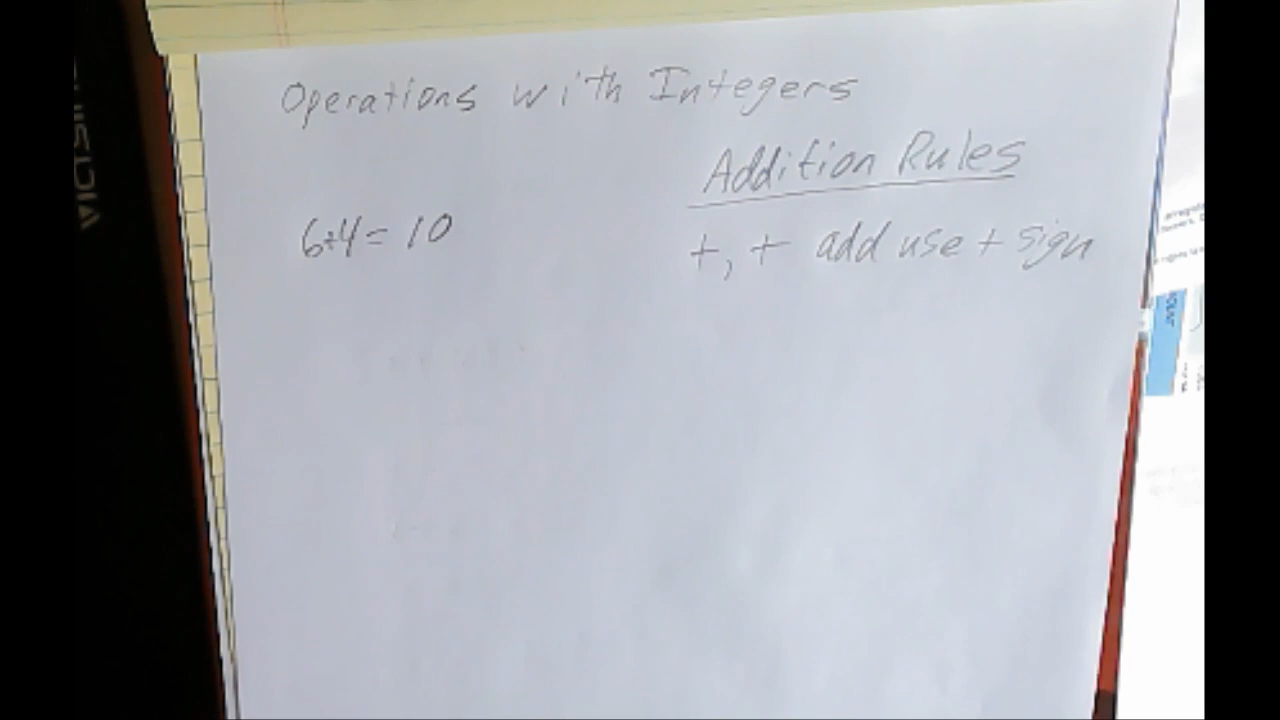 Operations with Integers
Addition Rules
6+4= 10
+, + add use + sign